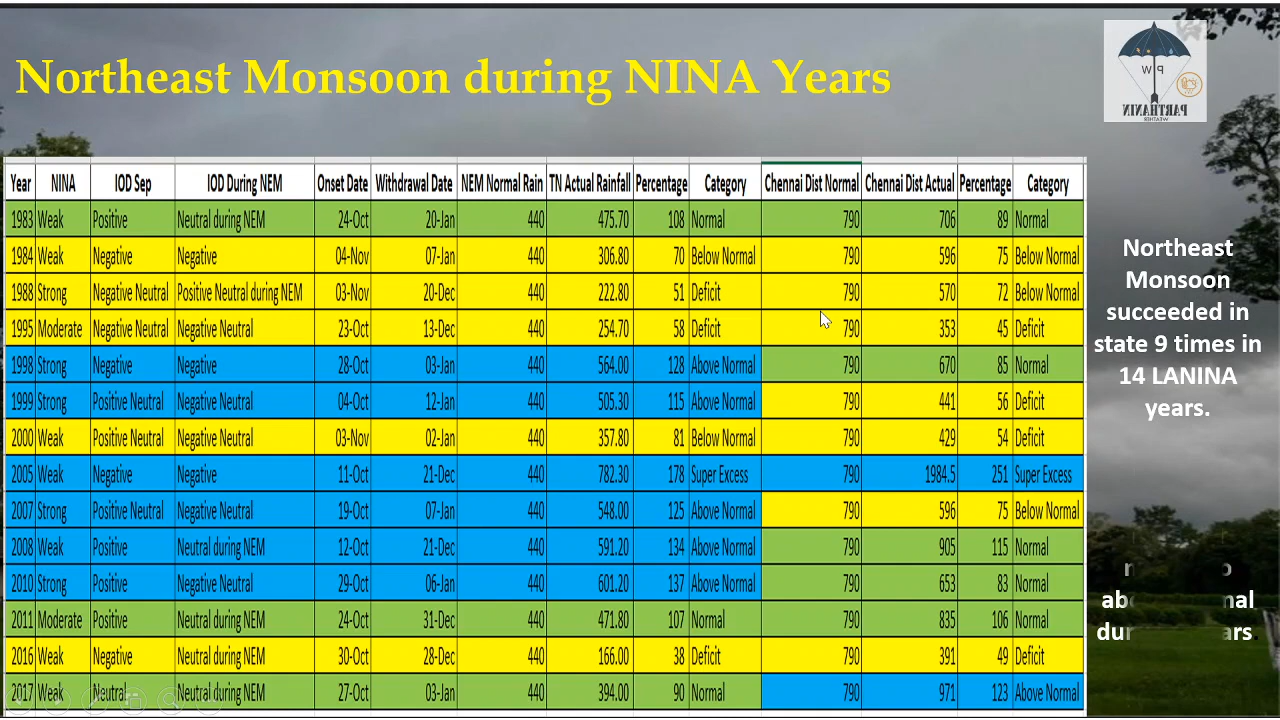 Northeast Monsoon during NINA Years
P W
PARTHANIN
WEATHER
Year NINA IOD Sep IOD During NEM Onset Date Withdrawal Date NEM Normal Rain TN Actual Rainfall Percentage Category Chennai Dist Normal Chennai Dist Actual Percentage Category
1983 Weak Positive Neutral during NEM 24-Oct 20-Jan 440 475.70 108 Normal 790 706 89 Normal
1984 Weak Negative Negative 04-Nov 07-Jan 440 306.80 70 Below Normal 790 596 75 Below Normal
1988 Strong Negative Neutral Positive Neutral during NEM 03-Nov 20-Dec 440 222.80 51 Deficit 790 570 72 Below Normal
1995 Moderate Negative Neutral Negative Neutral 23-Oct 13-Dec 440 254.70 58 Deficit 790 353 45 Deficit
1998 Strong Negative Negative 28-Oct 03-Jan 440 564.00 128 Above Normal 790 670 85 Normal
1999 Strong Positive Neutral Negative Neutral 04-Oct 12-Jan 440 505.30 115 Above Normal 790 441 56 Deficit
2000 Weak Positive Neutral Negative Neutral 03-Nov 02-Jan 440 357.80 81 Below Normal 790 429 54 Deficit
2005 Weak Negative Negative 11-Oct 21-Dec 440 782.30 178 Super Excess 790 1984.5 251 Super Excess
2007 Strong Positive Neutral Negative Neutral 19-Oct 07-Jan 440 548.00 125 Above Normal 790 596 75 Below Normal
2008 Weak Positive Neutral during NEM 12-Oct 21-Dec 440 591.20 134 Above Normal 790 905 115 Normal
2010 Strong Positive Negative Neutral 29-Oct 06-Jan 440 601.20 137 Above Normal 790 653 83 Normal
2011 Moderate Positive Neutral during NEM 24-Oct 31-Dec 440 471.80 107 Normal 790 835 106 Normal
2016 Weak Negative Neutral during NEM 30-Oct 28-Dec 440 166.00 38 Deficit 790 391 49 Deficit
2017 Weak Neutral Neutral during NEM 27-Oct 03-Jan 440 394.00 90 Normal 790 971 123 Above Normal
Northeast
Monsoon
succeeded in
state 9 times in
14 LANINA
years.